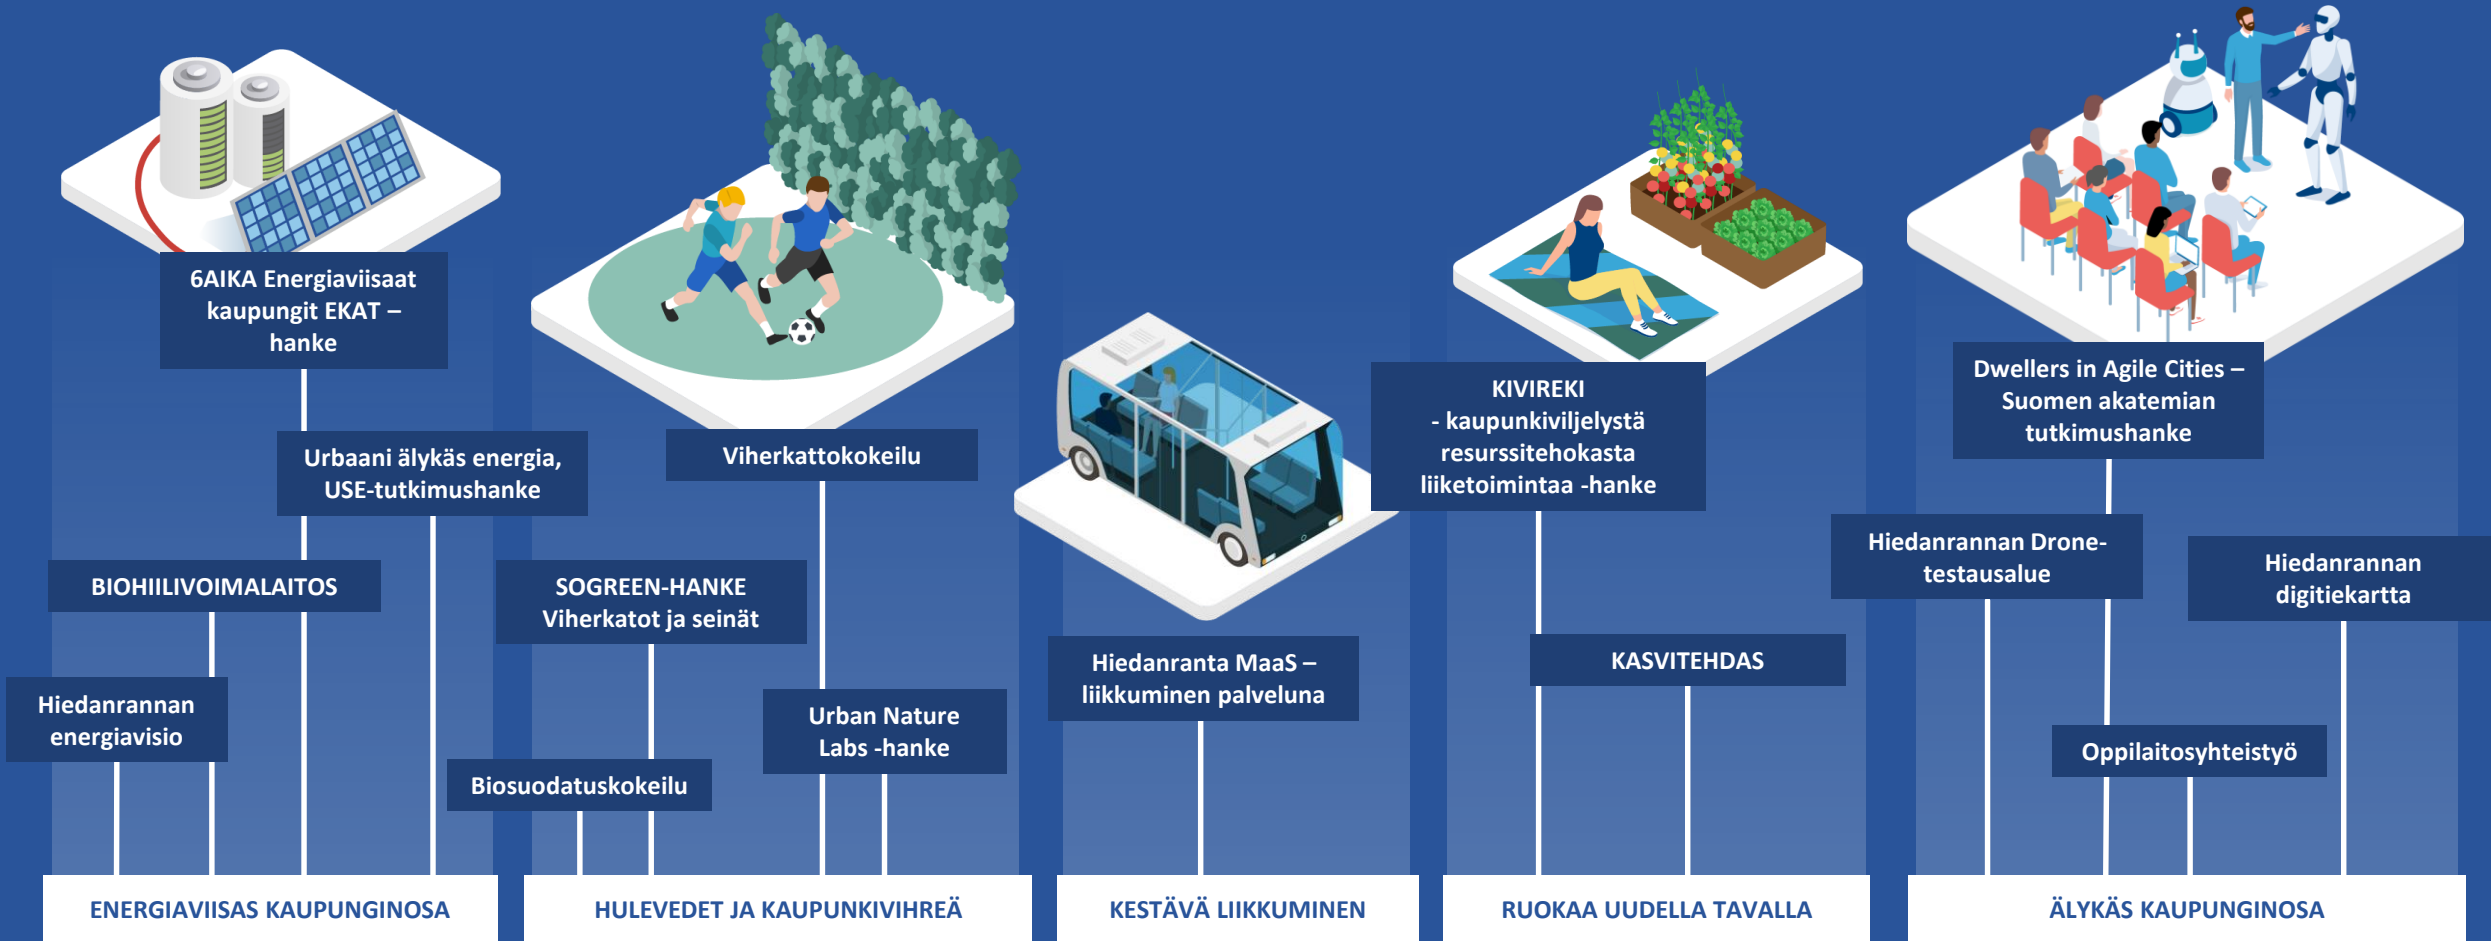 6AIKA Energiaviisaat
kaupungit EKAT –
hanke
Urbaani älykäs energia,
USE-tutkimushanke
BIOHIILIVOIMALAITOS
Hiedanrannan
energiavisio
ENERGIAVIISAS KAUPUNGINOSA
Viherkattokokeilu
SOGREEN-HANKE
Viherkatot ja seinät
Urban Nature
Labs -hanke
Biosuodatuskokeilu
HULEVEDET JA KAUPUNKIVIHREÄ
Hiedanranta MaaS –
liikkuminen palveluna
KESTÄVÄ LIIKKUMINEN
KIVIREKI
- kaupunkiviljelystä
resurssitehokasta
liiketoimintaa -hanke
KASVITEHDAS
RUOKAA UUDELLA TAVALLA
Dwellers in Agile Cities –
Suomen akatemian
tutkimushanke
Hiedanrannan Drone-
testausalue
Hiedanrannan
digitiekartta
Oppilaitosyhteistyö
ÄLYKÄS KAUPUNGINOSA